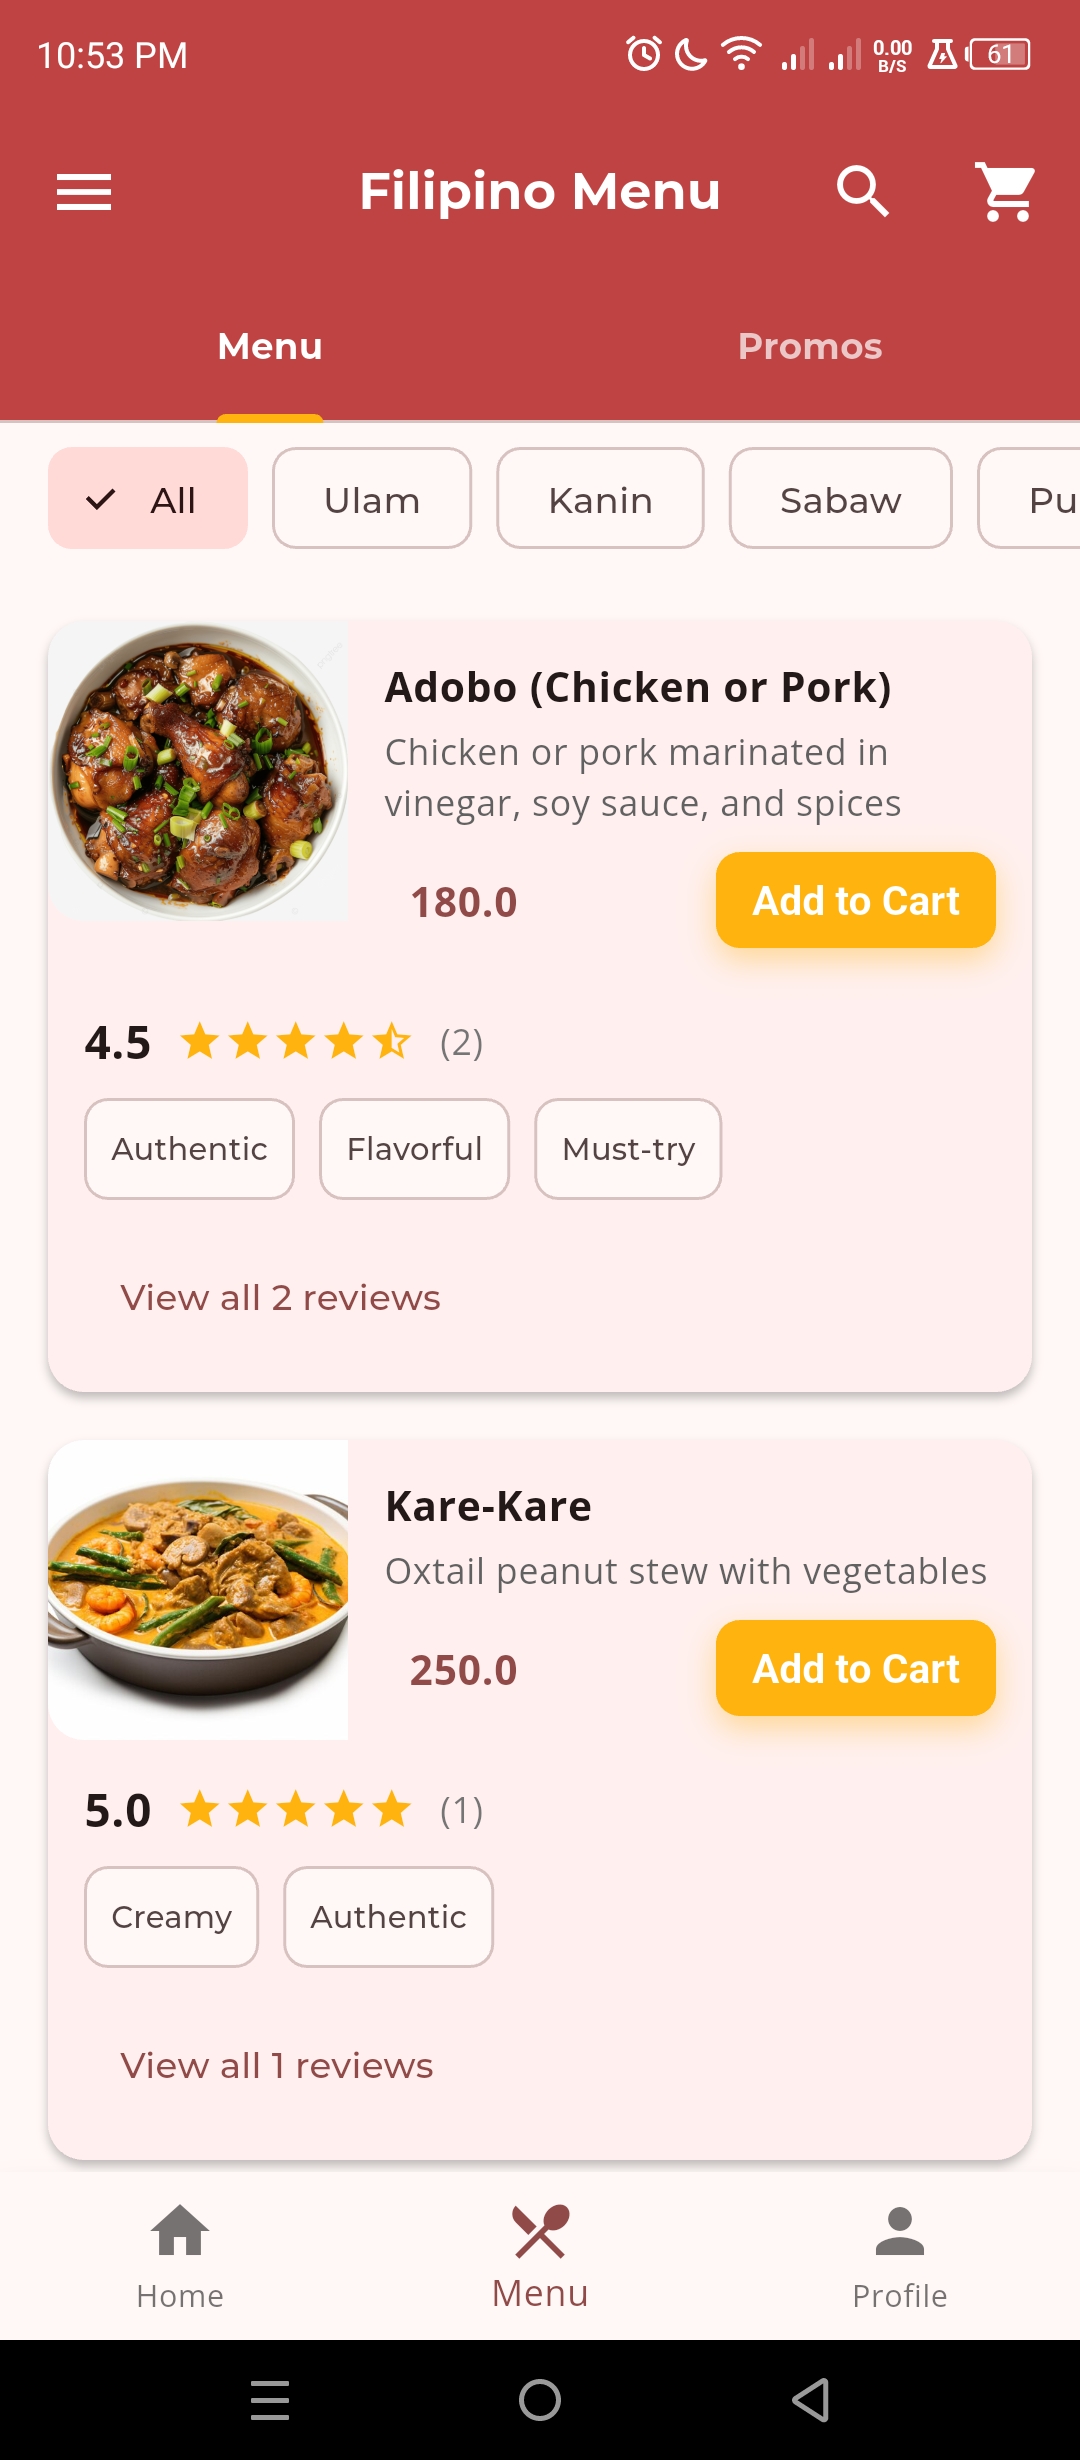 10:53 PM
0.00
B/S
61
Filipino Menu
Menu
Promos
All
Ulam
Kanin
Sabaw
Pu
Adobo (Chicken or Pork)
Chicken or pork marinated in
vinegar, soy sauce, and spices
180.0
Add to Cart
4.5
(2)
Authentic
Flavorful
Must-try
View all 2 reviews
Kare-Kare
Oxtail peanut stew with vegetables
250.0
Add to Cart
5.0
(1)
Creamy
Authentic
View all 1 reviews
Home
Menu
Profile